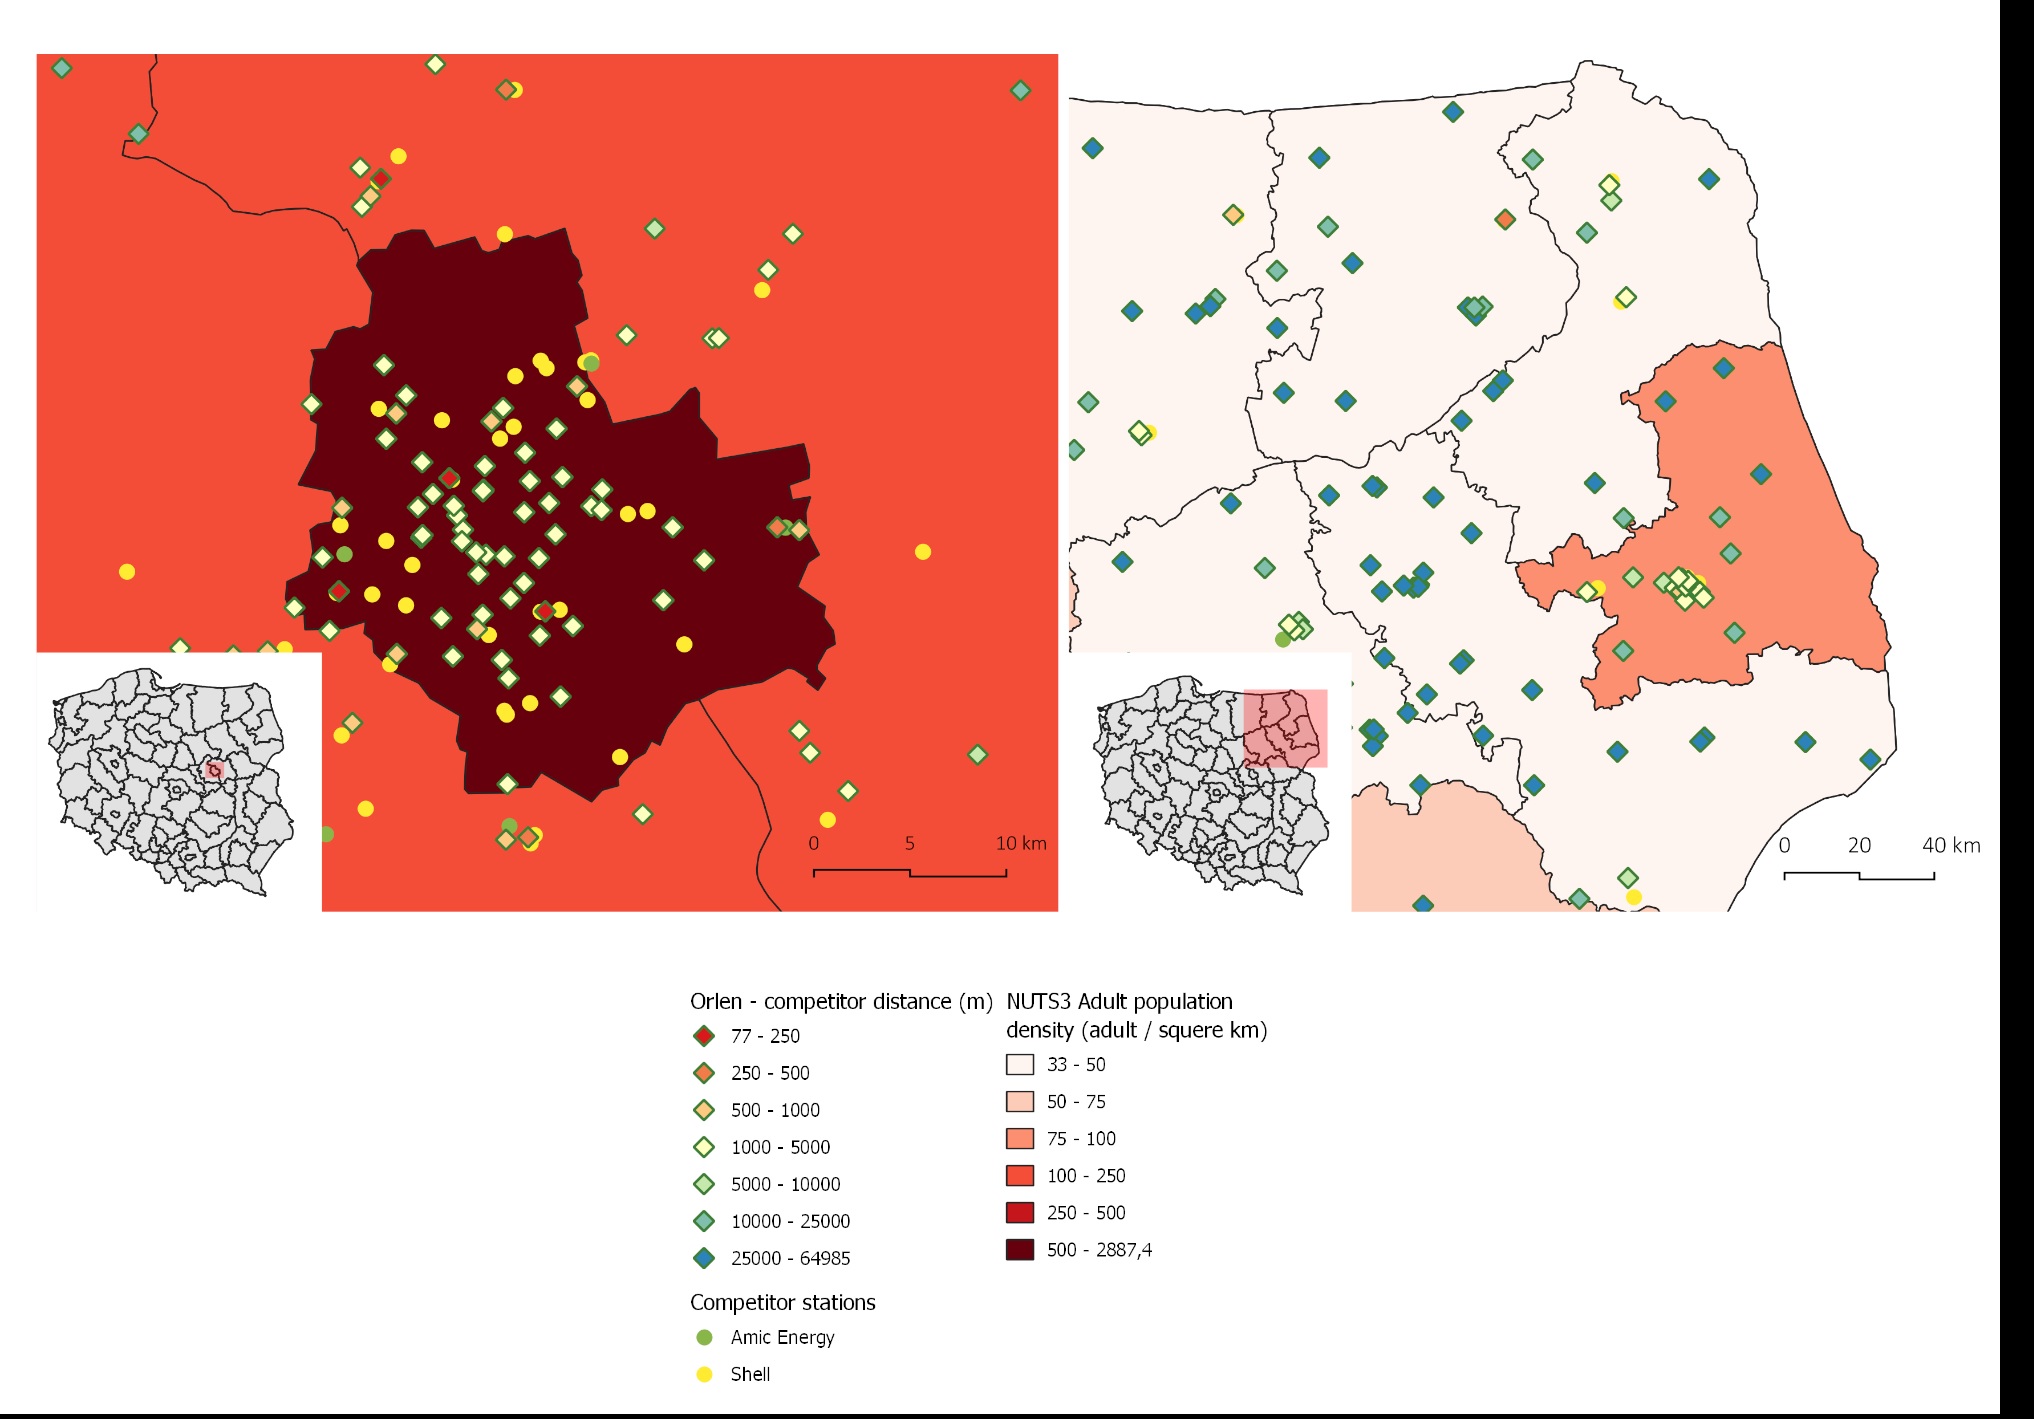 0 5 10 km
0 20 40 km
Orlen - competitor distance (m)
77 - 250
250 - 500
500 - 1000
1000 - 5000
5000 - 10000
10000 - 25000
25000 - 64985
Competitor stations
Amic Energy
Shell
NUTS3 Adult population
density (adult / squere km)
33 - 50
50 - 75
75 - 100
100 - 250
250 - 500
500 - 2887,4